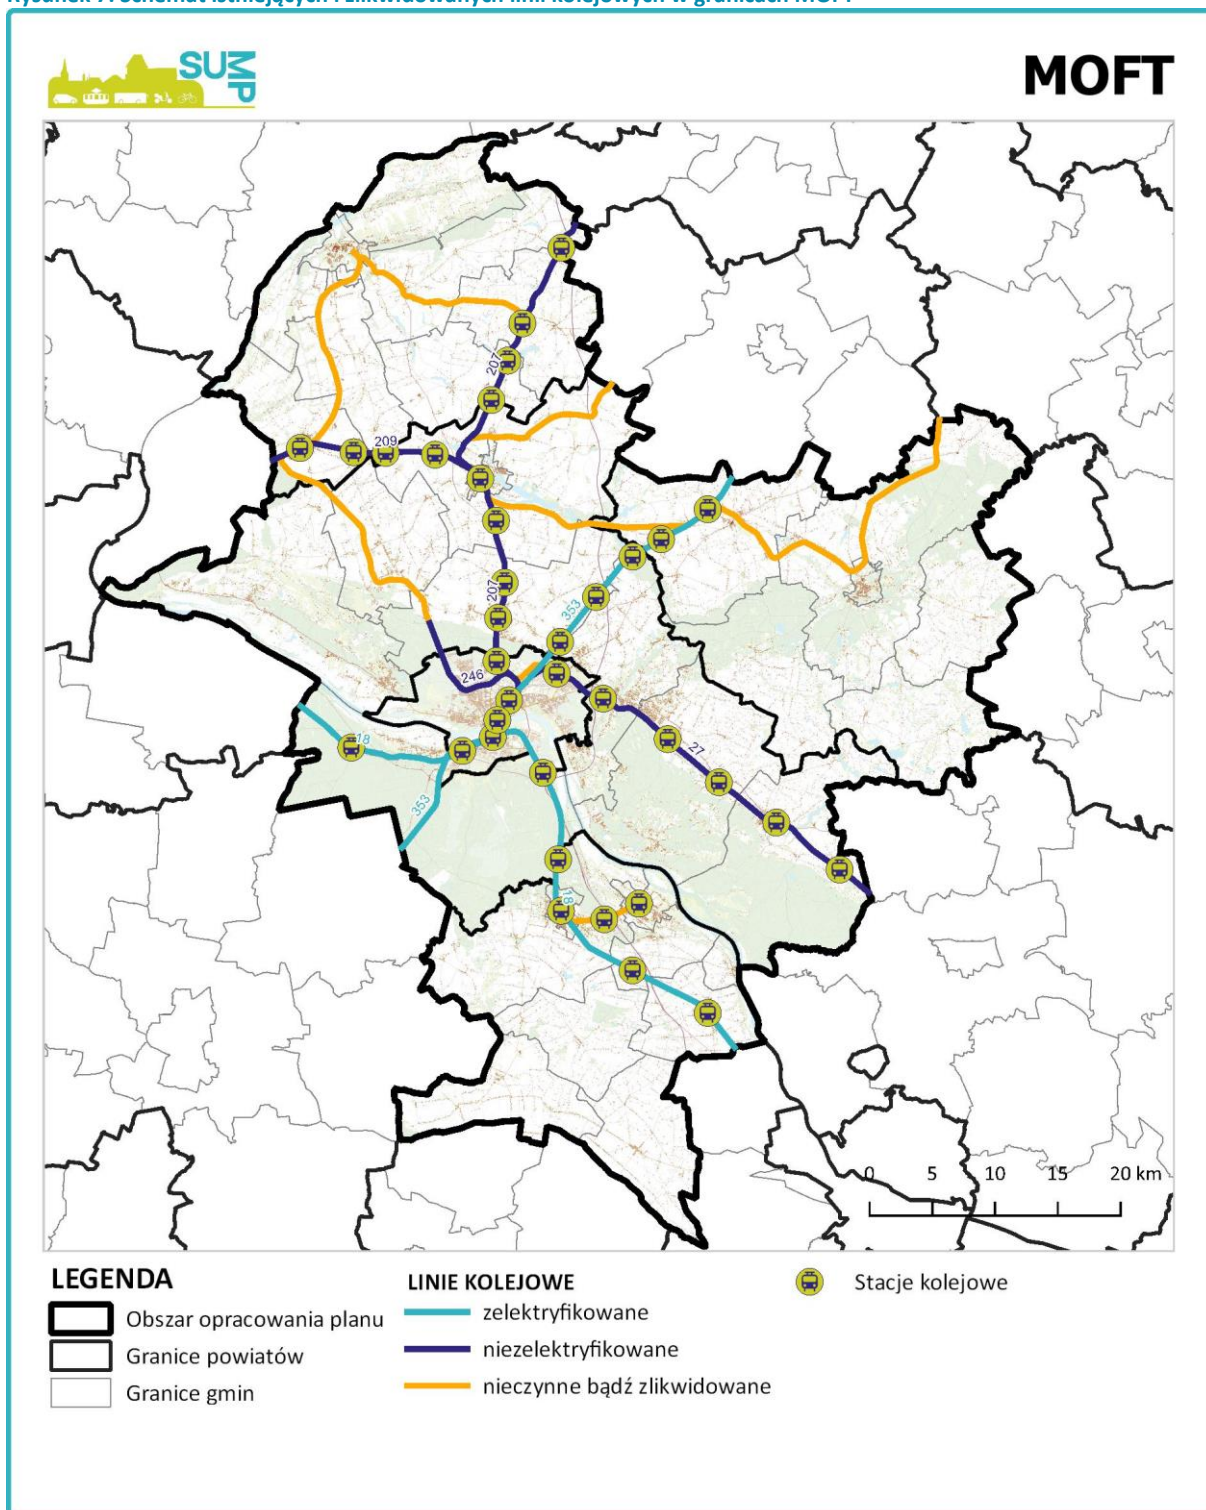 SUMP
MOFT
207
209
207
353
246
18
27
353
18
0 5 10 15 20 km
LEGENDA
Obszar opracowania planu
Granice powiatów
Granice gmin
LINIE KOLEJOWE
zelektryfikowane
niezelektryfikowane
nieczynne bądź zlikwidowane
Stacje kolejowe